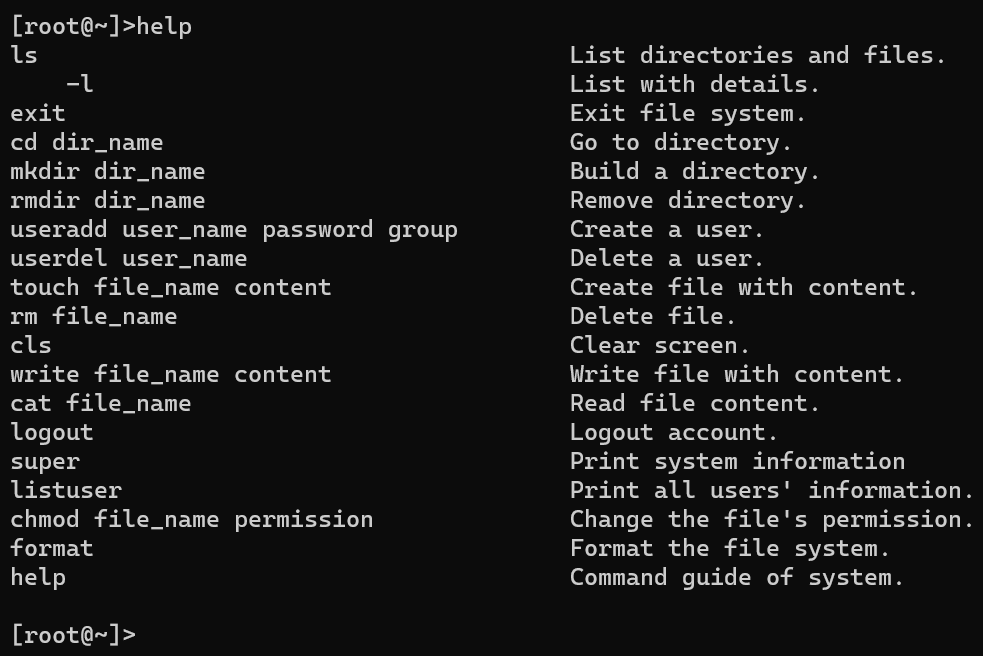 [root@~]>help
ls                                      List directories and files.
    -l                                  List with details.
exit                                    Exit file system.
cd dir_name                             Go to directory.
mkdir dir_name                          Build a directory.
rmdir dir_name                          Remove directory.
useradd user_name password group        Create a user.
userdel user_name                       Delete a user.
touch file_name content                 Create file with content.
rm file_name                            Delete file.
cls                                     Clear screen.
write file_name content                 Write file with content.
cat file_name                           Read file content.
logout                                  Logout account.
super                                   Print system information
listuser                                Print all users' information.
chmod file_name permission              Change the file's permission.
format                                  Format the file system.
help                                    Command guide of system.
[root@~]>